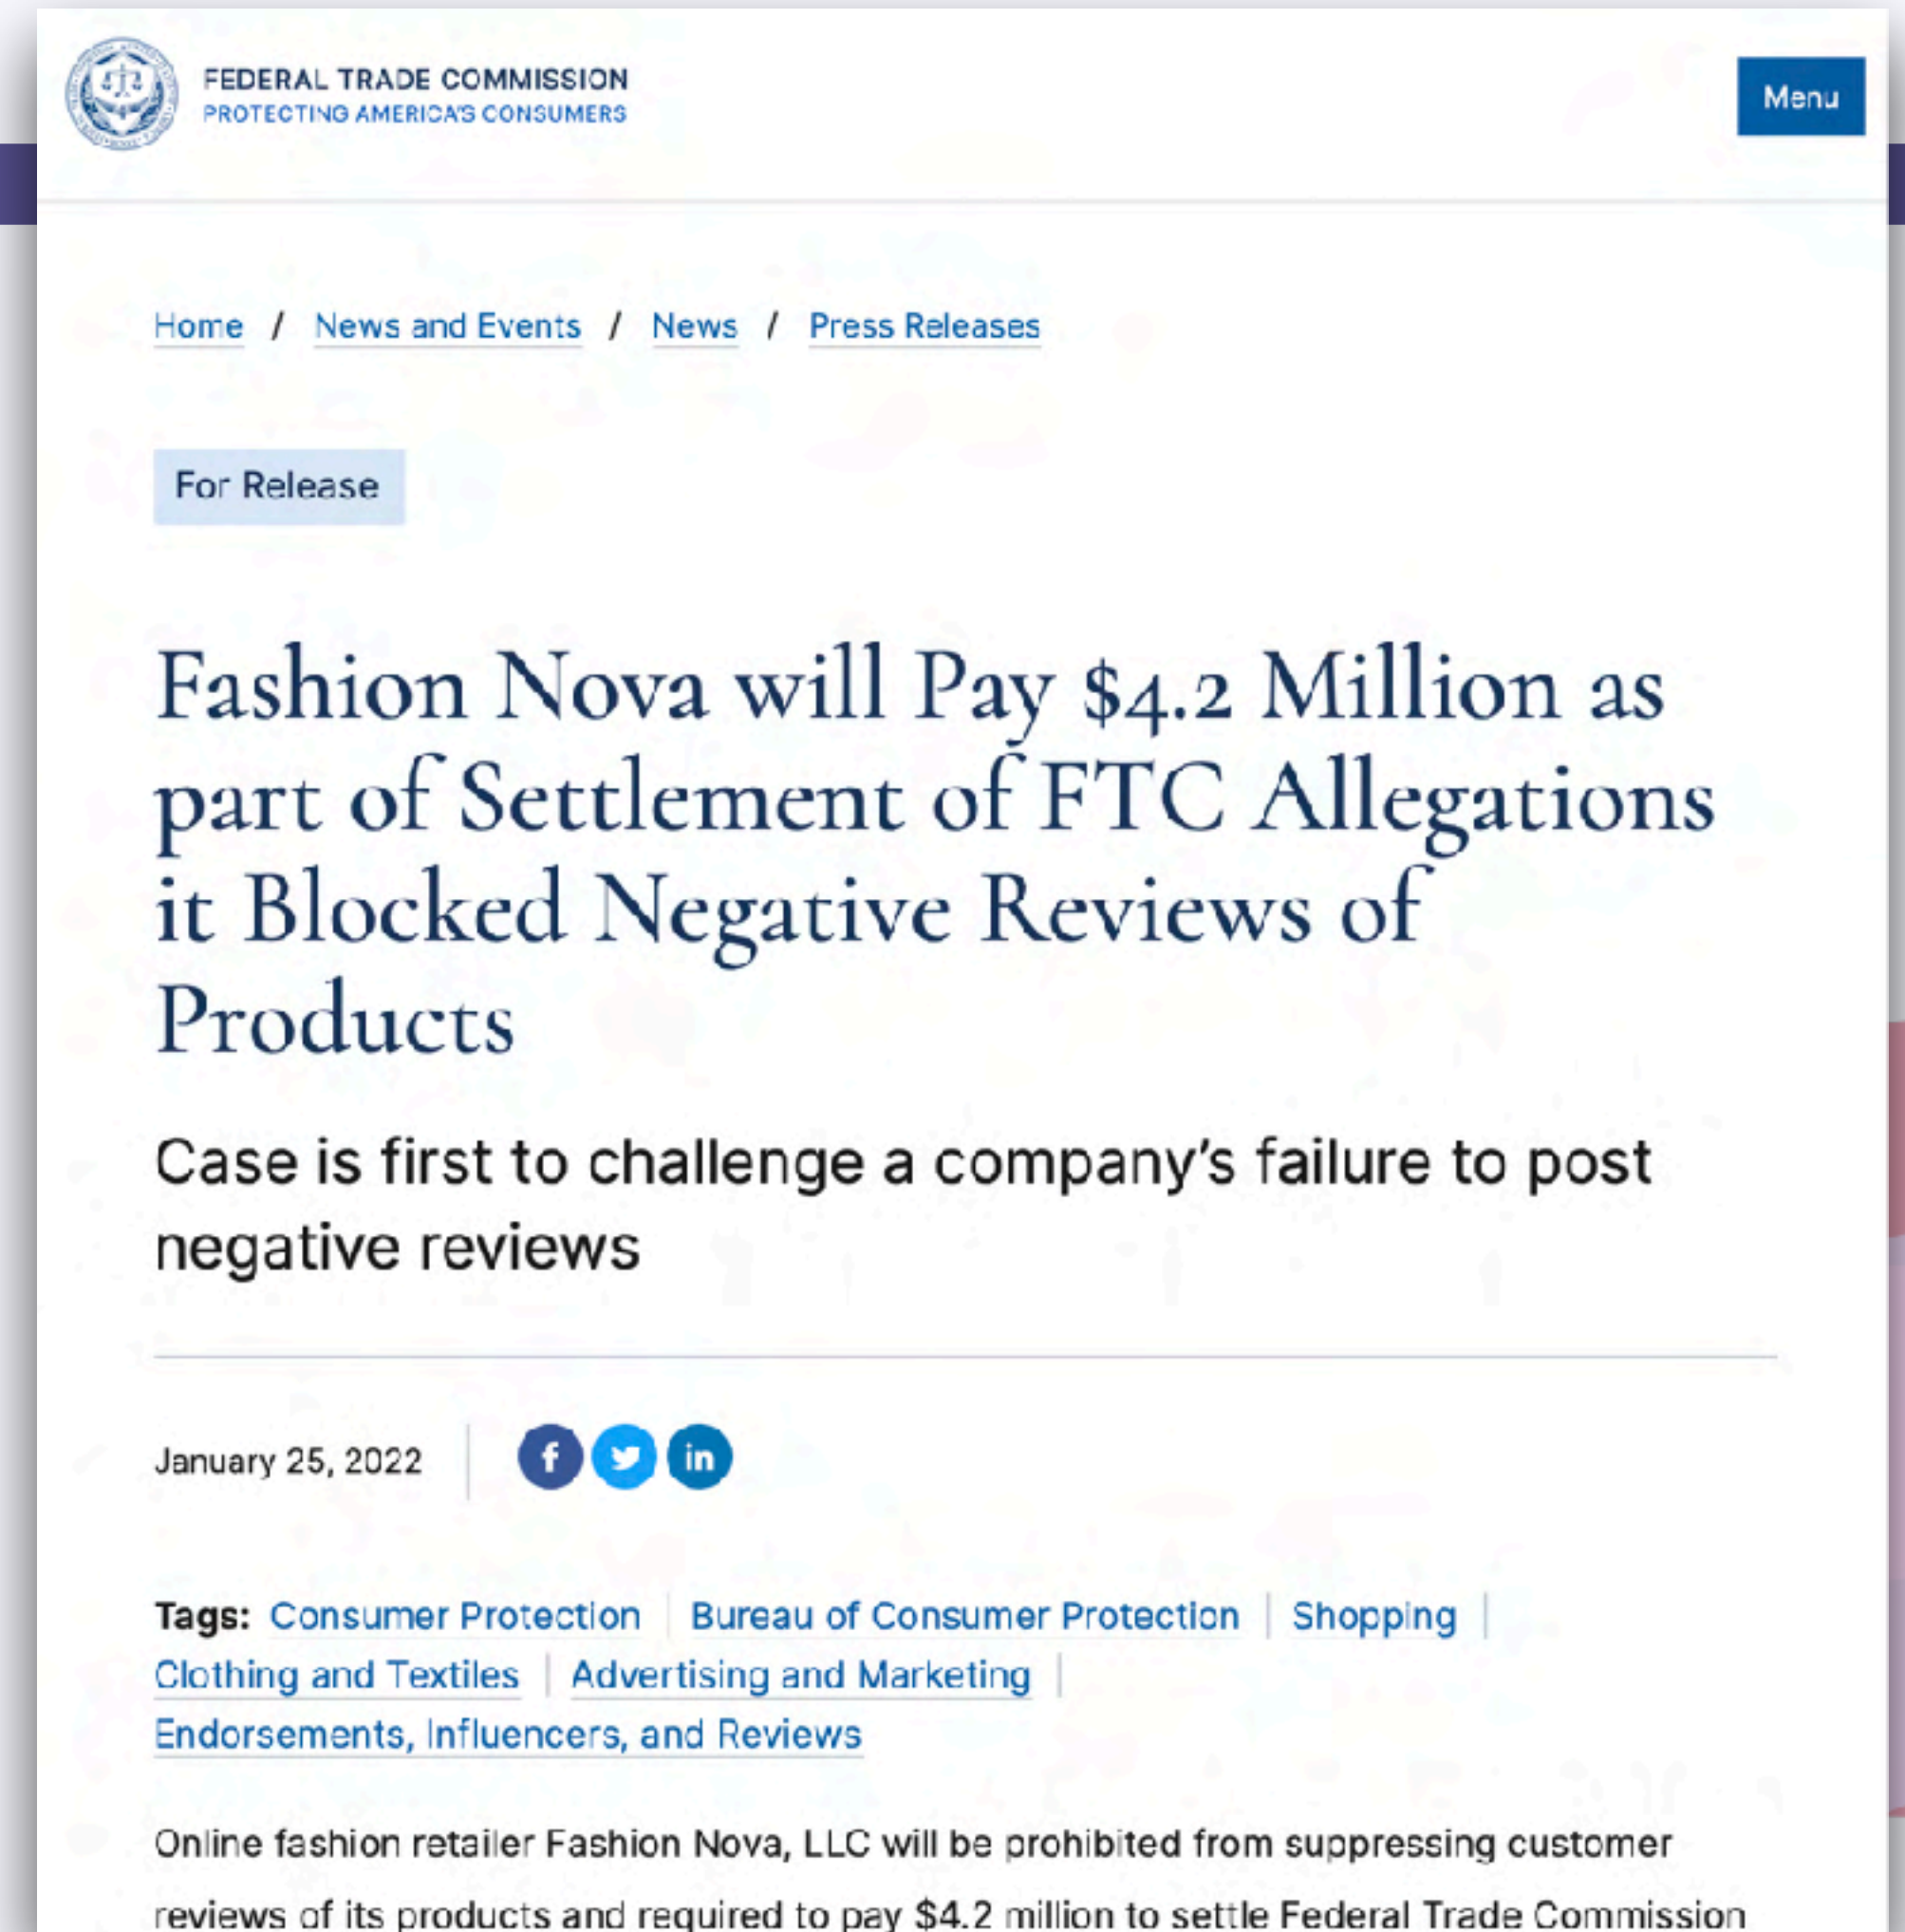 FEDERAL TRADE COMMISSION
PROTECTING AMERICA'S CONSUMERS
Menu
Home / News and Events / News / Press Releases
For Release
Fashion Nova will Pay $4.2 Million as
part of Settlement of FTC Allegations
it Blocked Negative Reviews of
Products
Case is first to challenge a company's failure to post
negative reviews
January 25, 2022
Tags: Consumer Protection | Bureau of Consumer Protection | Shopping |
Clothing and Textiles | Advertising and Marketing |
Endorsements, Influencers, and Reviews
Online fashion retailer Fashion Nova, LLC will be prohibited from suppressing customer
reviews of its products and required to pay $4.2 million to settle Federal Trade Commission